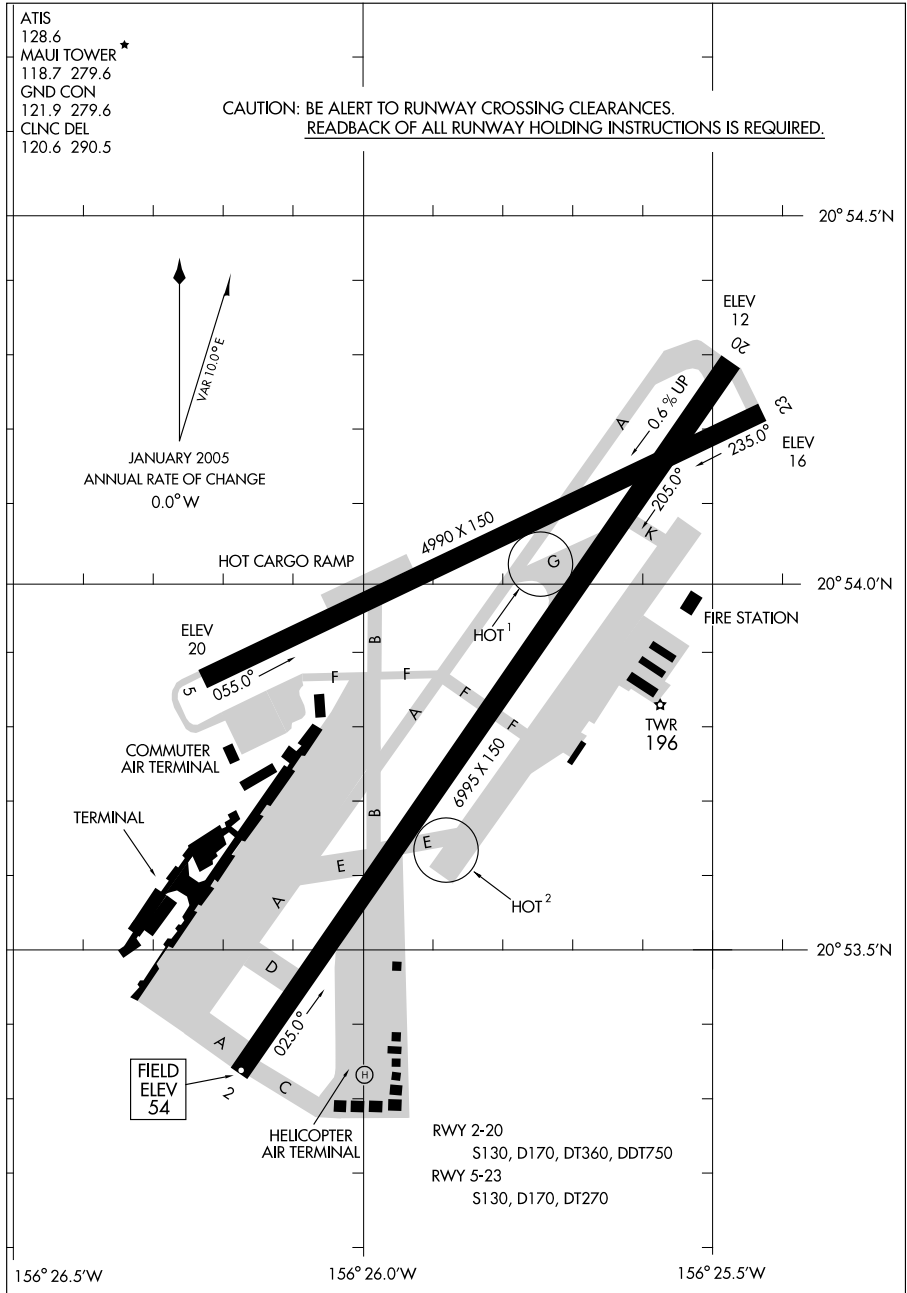 ATIS
128.6
MAUI TOWER ★
118.7 279.6
GND CON
121.9 279.6
CLNC DEL
120.6 290.5
CAUTION: BE ALERT TO RUNWAY CROSSING CLEARANCES.
READBACK OF ALL RUNWAY HOLDING INSTRUCTIONS IS REQUIRED.
20° 54.5'N
VAR 10.0° E
JANUARY 2005
ANNUAL RATE OF CHANGE
0.0° W
ELEV
12
20
0.6 % UP
A
23
235.0°
ELEV
16
205.0°
K
4990 X 150
HOT CARGO RAMP
G
20° 54.0'N
FIRE STATION
HOT 1
ELEV
20
B
5
055.0°
F
F
F
F
A
TWR
196
COMMUTER
AIR TERMINAL
6995 X 150
TERMINAL
B
E
E
HOT 2
A
20° 53.5'N
D
025.0°
A
FIELD
ELEV
54
2
C
H
HELICOPTER
AIR TERMINAL
RWY 2-20
S130, D170, DT360, DDT750
RWY 5-23
S130, D170, DT270
156° 26.5'W
156° 26.0'W
156° 25.5'W